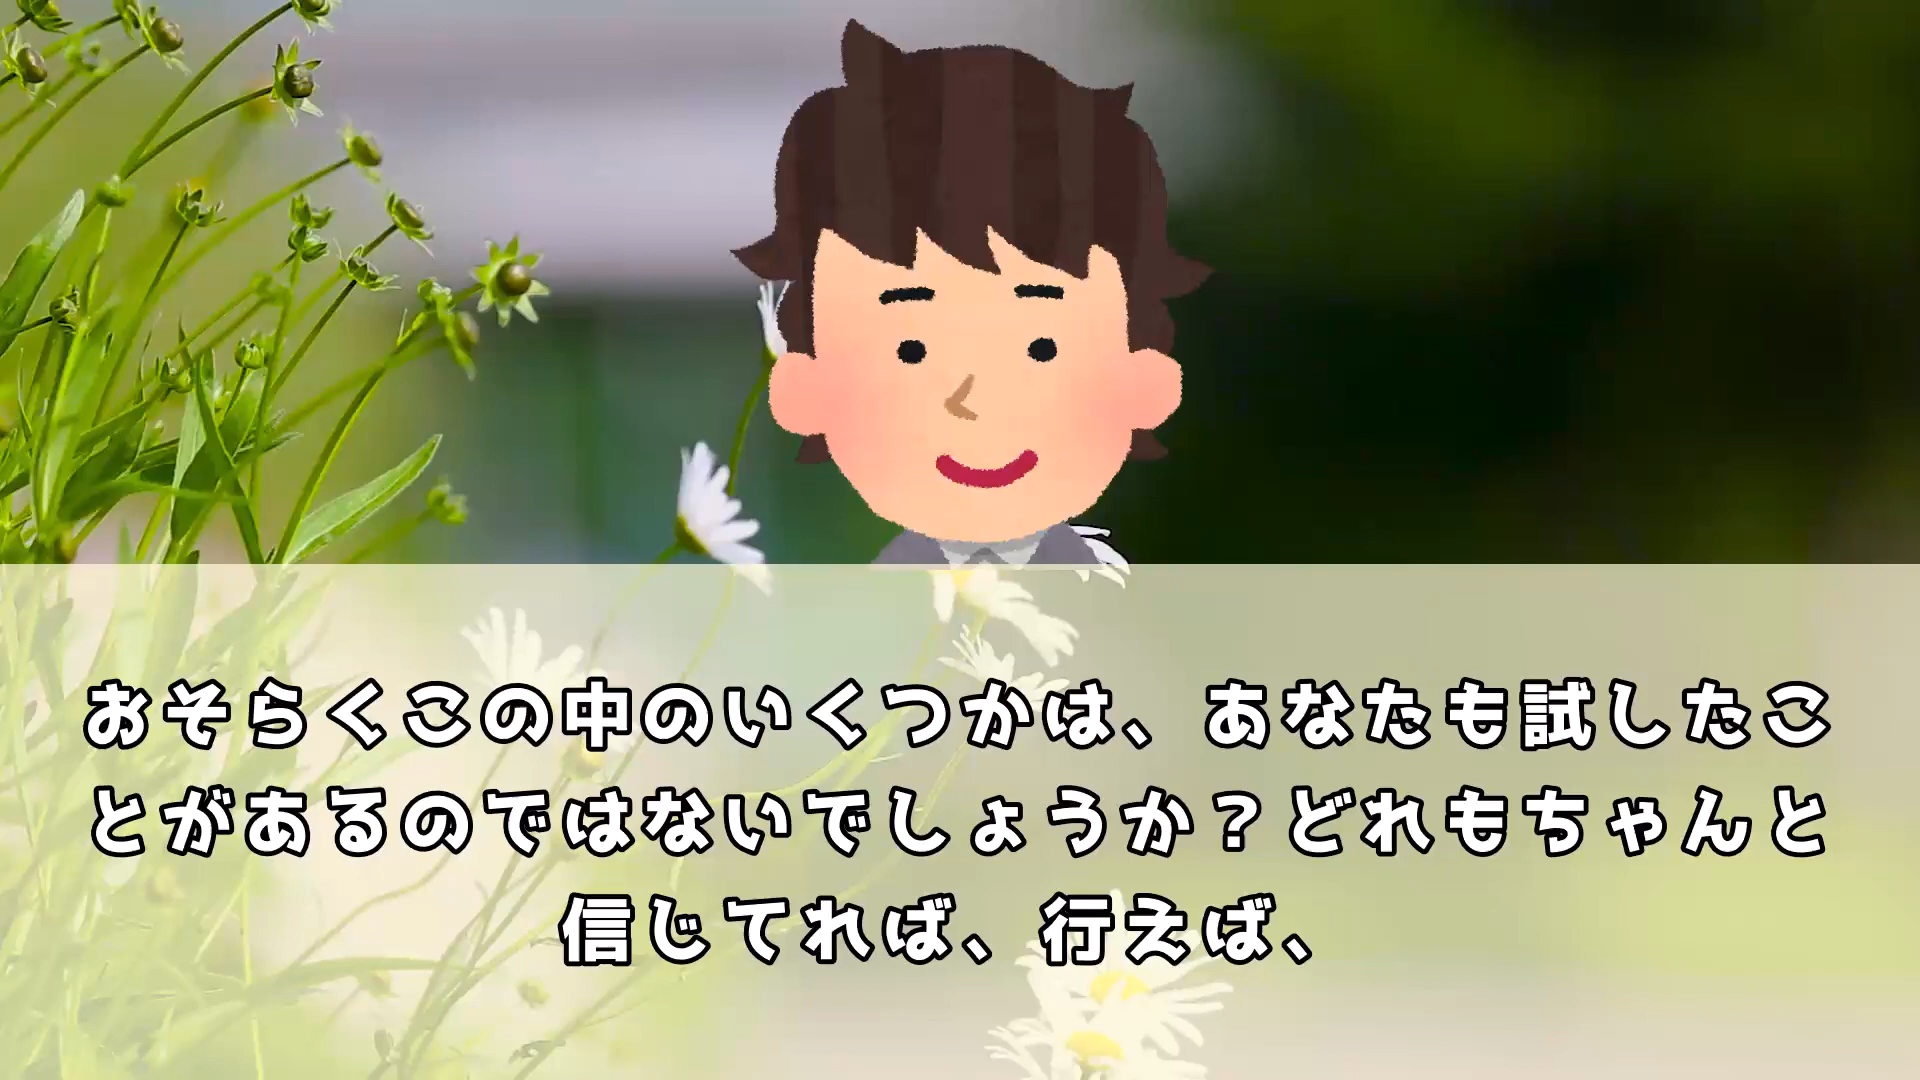 おそらくこの中のいくつかは、あなたも試したこ
とがあるのではないでしょうか？どれもちゃんと
信じてれば、行えば、